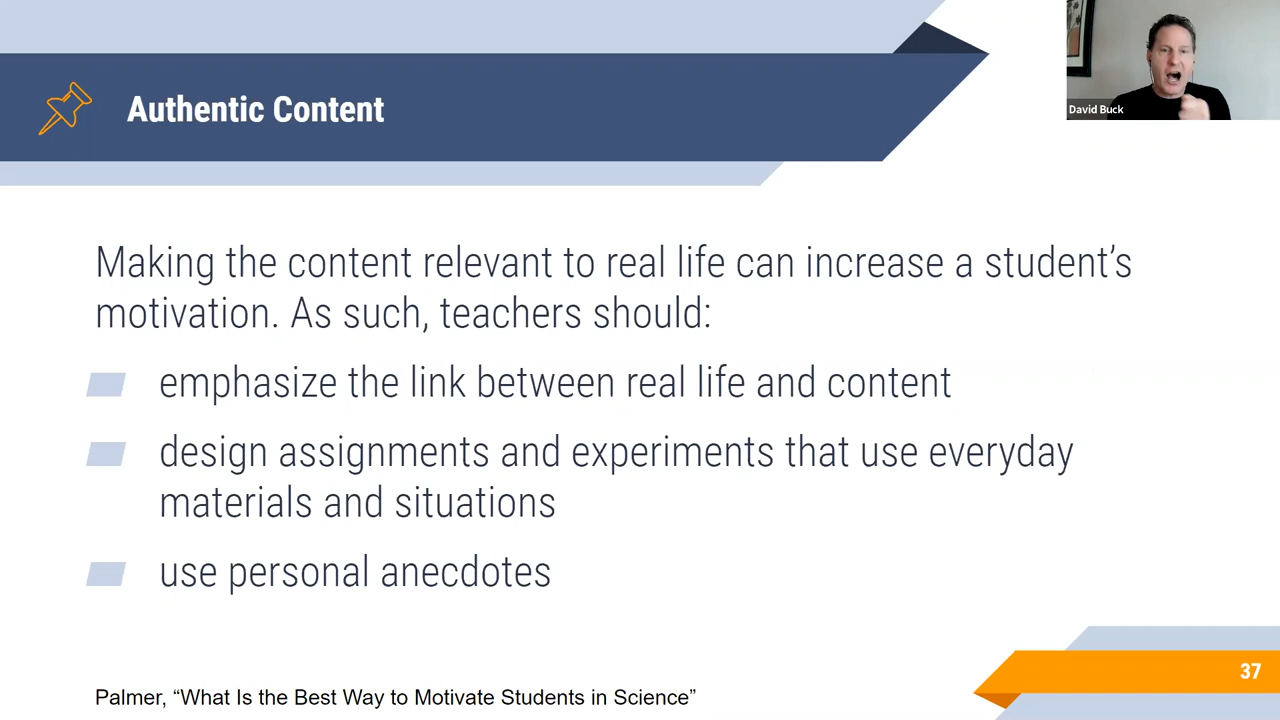 Authentic Content
David Buck
Making the content relevant to real life can increase a student’s
motivation. As such, teachers should:
emphasize the link between real life and content
design assignments and experiments that use everyday
materials and situations
use personal anecdotes
Palmer, “What Is the Best Way to Motivate Students in Science”
37